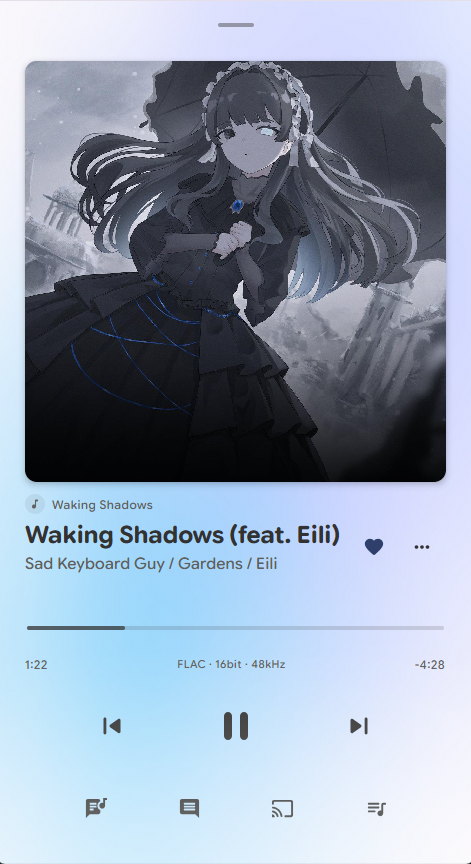 Waking Shadows
Waking Shadows (feat. Eili)
Sad Keyboard Guy / Gardens / Eili
1:22
FLAC · 16bit · 48kHz
-4:28